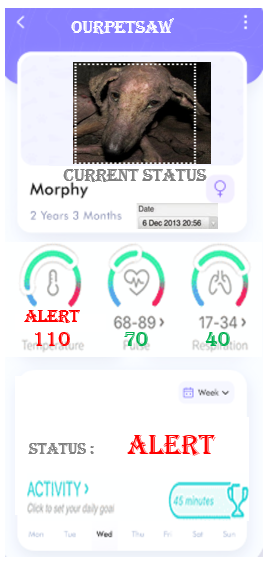 OURPETSAW
CURRENT STATUS
Morphy
2 Years 3 Months
Date
6 Dec 2013 20:56
ALERT
68-89 >
17-34 >
110
70
40
Temperature
Pulse
Respiration
Week
STATUS :
ALERT
ACTIVITY >
Click to set your daily goal
45 minutes
Mon Tue Wed Thu Fri Sat Sun